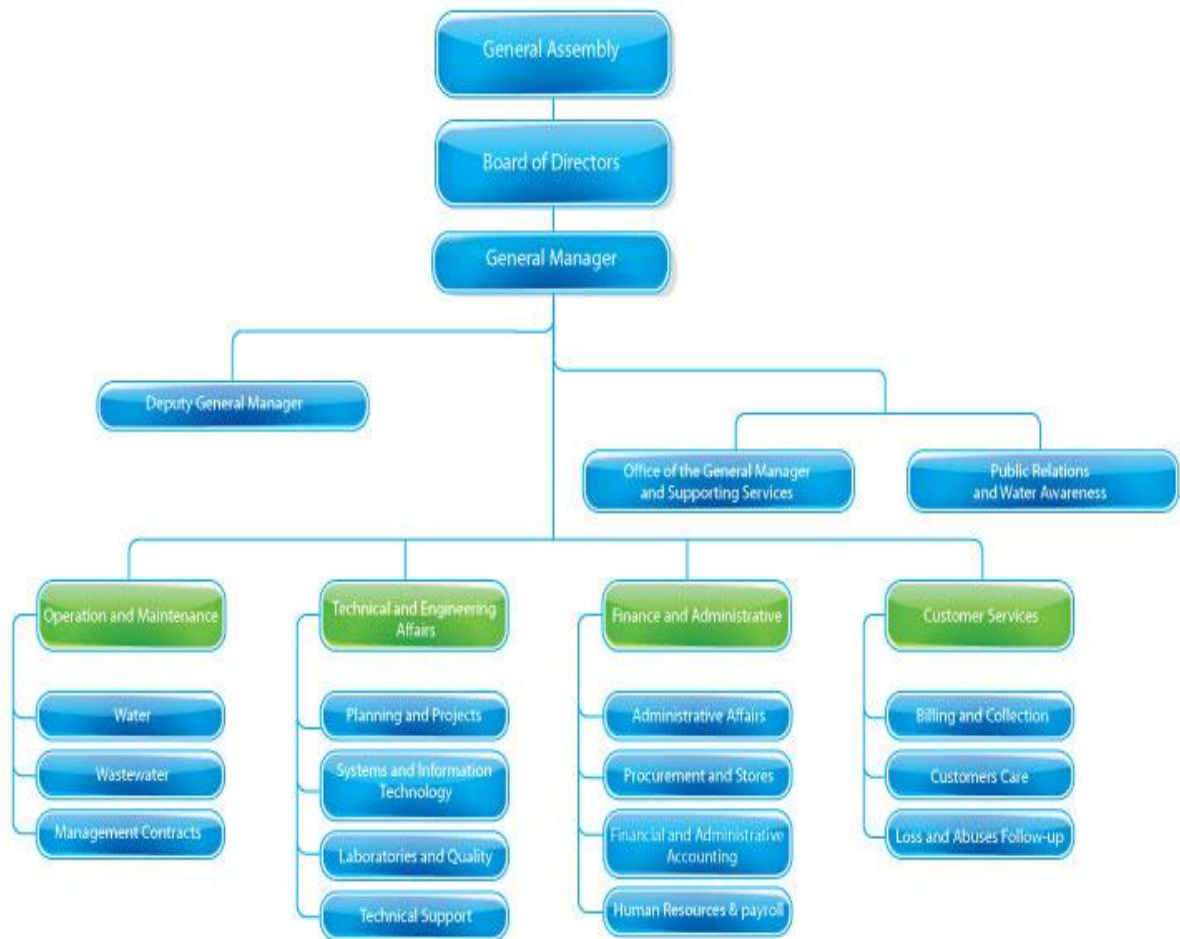 General Assembly
Board of Directors
General Manager
Deputy General Manager
Office of the General Manager
and Supporting Services
Public Relations
and Water Awareness
Operation and Maintenance
Water
Wastewater
Management Contracts
Technical and Engineering
Affairs
Planning and Projects
Systems and Information
Technology
Laboratories and Quality
Technical Support
Finance and Administrative
Administrative Affairs
Procurement and Stores
Financial and Administrative
Accounting
Human Resources & payroll
Customer Services
Billing and Collection
Customers Care
Loss and Abuses Follow-up